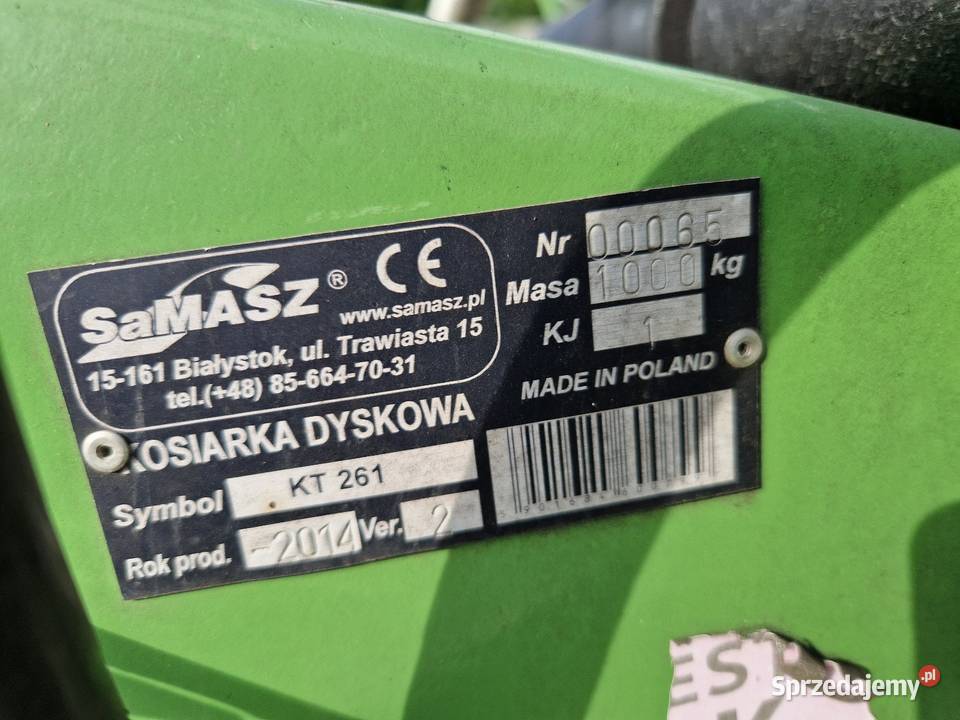 SaMASZ ® CE
www.samasz.pl
15-161 Białystok, ul. Trawiasta 15
tel.(+48) 85-664-70-31
Nr 00065
Masa 1000 kg
KJ 1
MADE IN POLAND
KOSIARKA DYSKOWA
Symbol KT 261
Rok prod. -2014 Ver. 2
ES
Sprzedajemy.pl